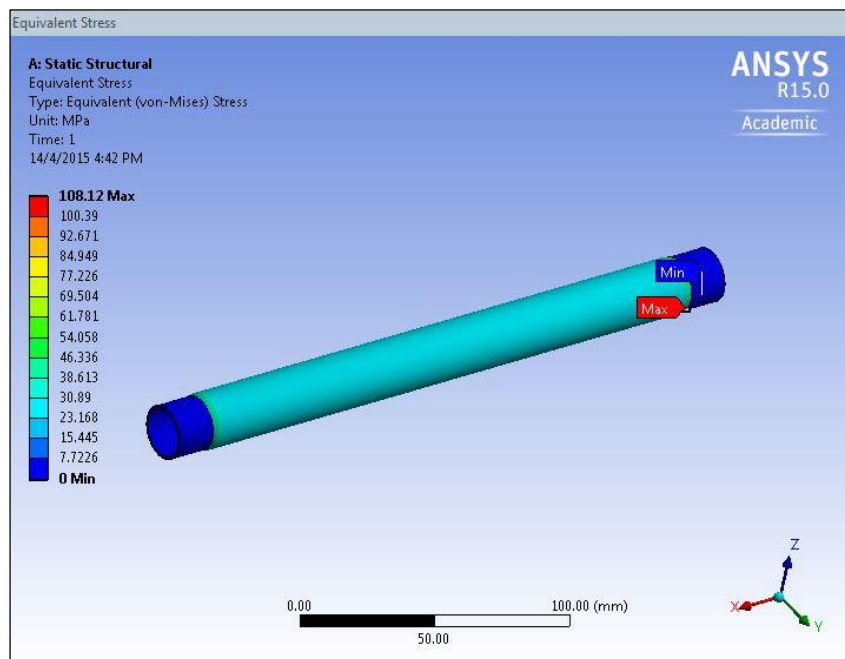 Equivalent Stress
A: Static Structural
Equivalent Stress
Type: Equivalent (von-Mises) Stress
Unit: MPa
Time: 1
14/4/2015 4:42 PM
ANSYS
R15.0
Academic
108.12 Max
100.39
92.671
84.949
77.226
69.504
61.781
54.058
46.336
38.613
30.89
23.168
15.445
7.7226
0 Min
Min
Max
0.00
100.00 (mm)
50.00
Z
X
Y